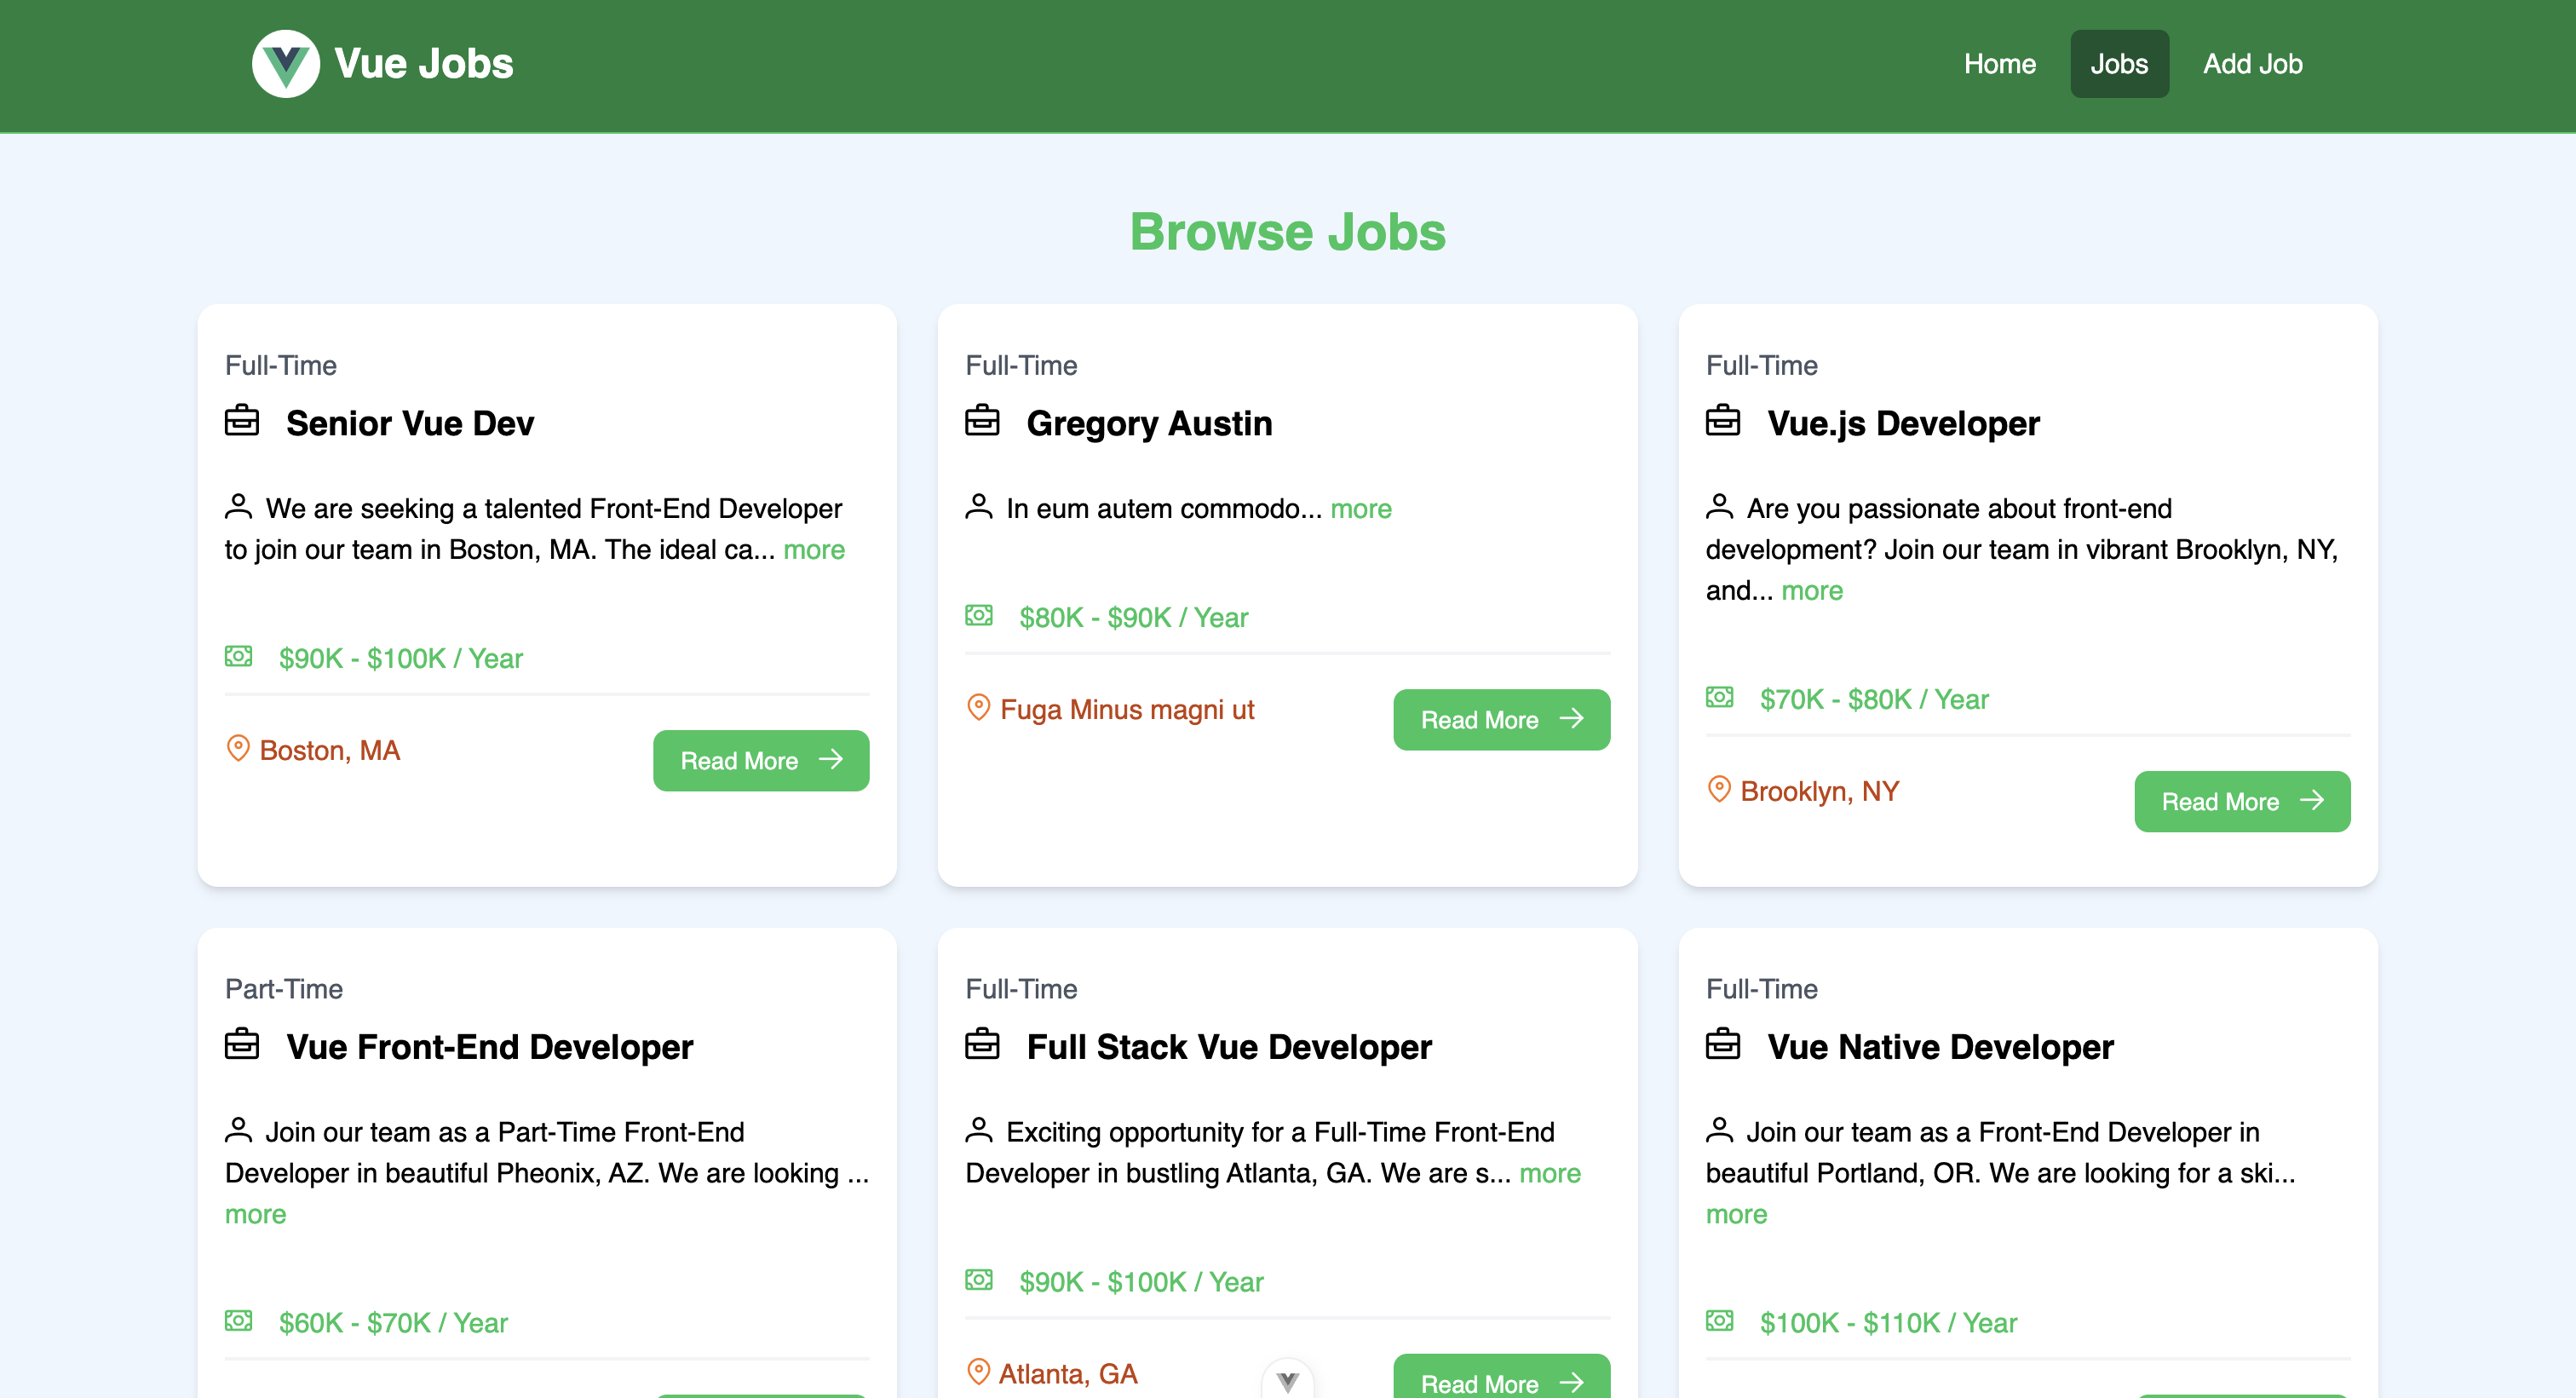 Vue Jobs
Home
Jobs
Add Job
Browse Jobs
Full-Time
Senior Vue Dev
We are seeking a talented Front-End Developer
to join our team in Boston, MA. The ideal ca... more
$90K - $100K / Year
Boston, MA
Read More
Full-Time
Gregory Austin
In eum autem commodo... more
$80K - $90K / Year
Fuga Minus magni ut
Read More
Full-Time
Vue.js Developer
Are you passionate about front-end
development? Join our team in vibrant Brooklyn, NY,
and... more
$70K - $80K / Year
Brooklyn, NY
Read More
Part-Time
Vue Front-End Developer
Join our team as a Part-Time Front-End
Developer in beautiful Pheonix, AZ. We are looking ...
more
$60K - $70K / Year
Full-Time
Full Stack Vue Developer
Exciting opportunity for a Full-Time Front-End
Developer in bustling Atlanta, GA. We are s... more
$90K - $100K / Year
Atlanta, GA
Read More
Full-Time
Vue Native Developer
Join our team as a Front-End Developer in
beautiful Portland, OR. We are looking for a ski...
more
$100K - $110K / Year